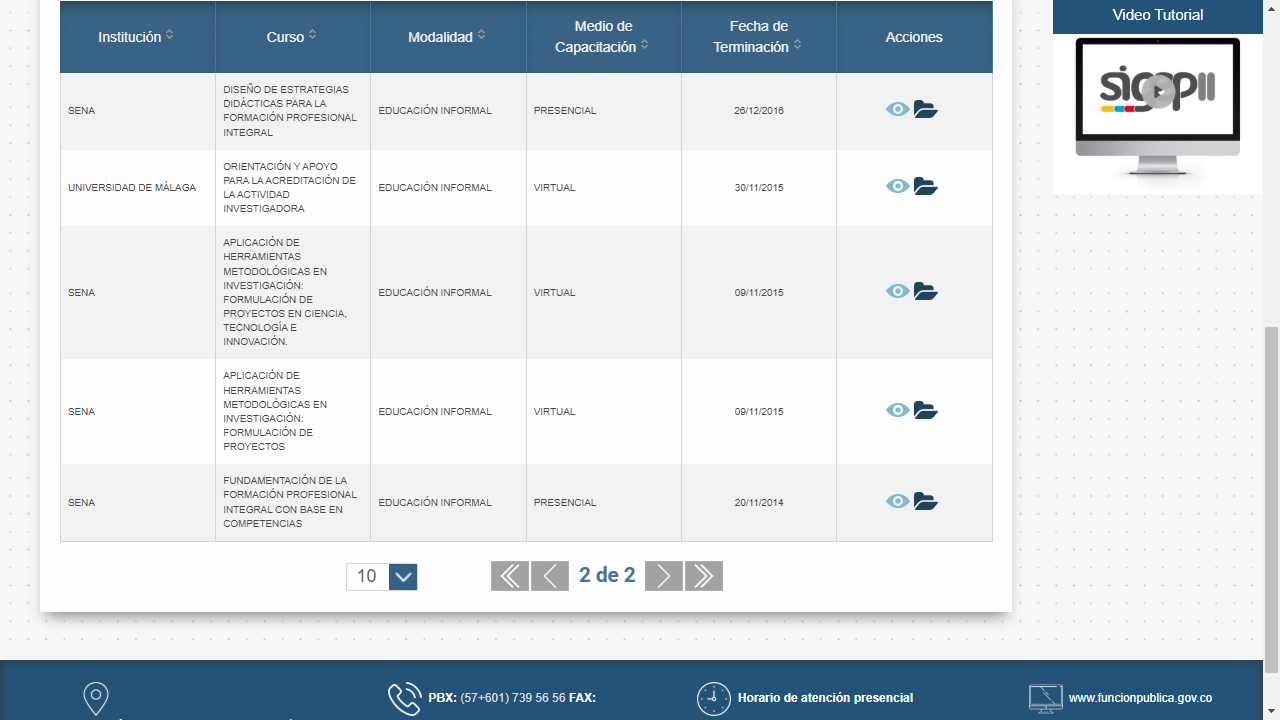 Institución
Curso
Modalidad
Medio de
Capacitación
Fecha de
Terminación
Acciones
SENA
DISEÑO DE ESTRATEGIAS
DIDÁCTICAS PARA LA
FORMACIÓN PROFESIONAL
INTEGRAL
EDUCACIÓN INFORMAL
PRESENCIAL
26/12/2016
UNIVERSIDAD DE MÁLAGA
ORIENTACIÓN Y APOYO
PARA LA ACREDITACIÓN DE
LA ACTIVIDAD
INVESTIGADORA
EDUCACIÓN INFORMAL
VIRTUAL
30/11/2015
SENA
APLICACIÓN DE
HERRAMIENTAS
METODOLÓGICAS EN
INVESTIGACIÓN:
FORMULACIÓN DE
PROYECTOS EN CIENCIA,
TECNOLOGÍA E
INNOVACIÓN.
EDUCACIÓN INFORMAL
VIRTUAL
09/11/2015
SENA
APLICACIÓN DE
HERRAMIENTAS
METODOLÓGICAS EN
INVESTIGACIÓN:
FORMULACIÓN DE
PROYECTOS
EDUCACIÓN INFORMAL
VIRTUAL
09/11/2015
SENA
FUNDAMENTACIÓN DE LA
FORMACIÓN PROFESIONAL
INTEGRAL CON BASE EN
COMPETENCIAS
EDUCACIÓN INFORMAL
PRESENCIAL
20/11/2014
10
2 de 2
Video Tutorial
sigepII
PBX: (57+601) 739 56 56 FAX:
Horario de atención presencial
www.funcionpublica.gov.co